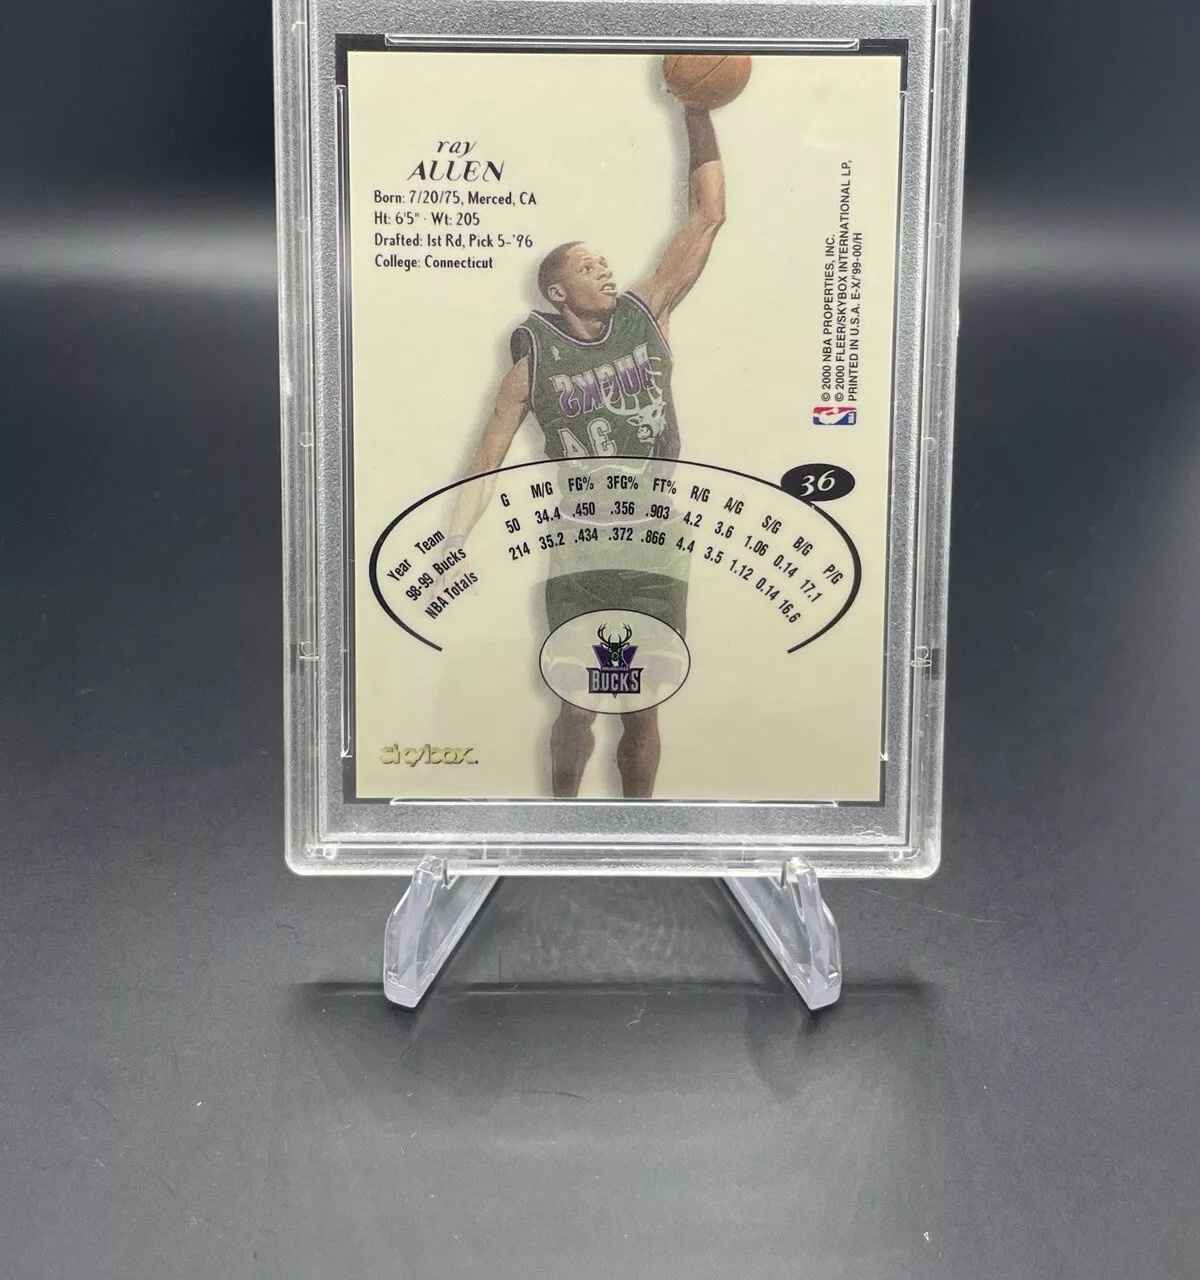 ray
ALLEN
Born: 7/20/75, Merced, CA
Ht: 6'5" · Wt: 205
Drafted: 1st Rd, Pick 5-'96
College: Connecticut
© 2000 NBA PROPERTIES, INC.
© 2000 FLEER/SKYBOX INTERNATIONAL LP,
PRINTED IN U.S.A. E-X/'99-00/H
BUCKS
34
36
Year Team G M/G FG% 3FG% FT% R/G A/G S/G B/G P/G
98-99 Bucks 50 34.4 .450 .356 .903 4.2 3.6 1.06 0.14 17.1
NBA Totals 214 35.2 .434 .372 .866 4.4 3.5 1.12 0.14 16.6
BUCKS
skybox.